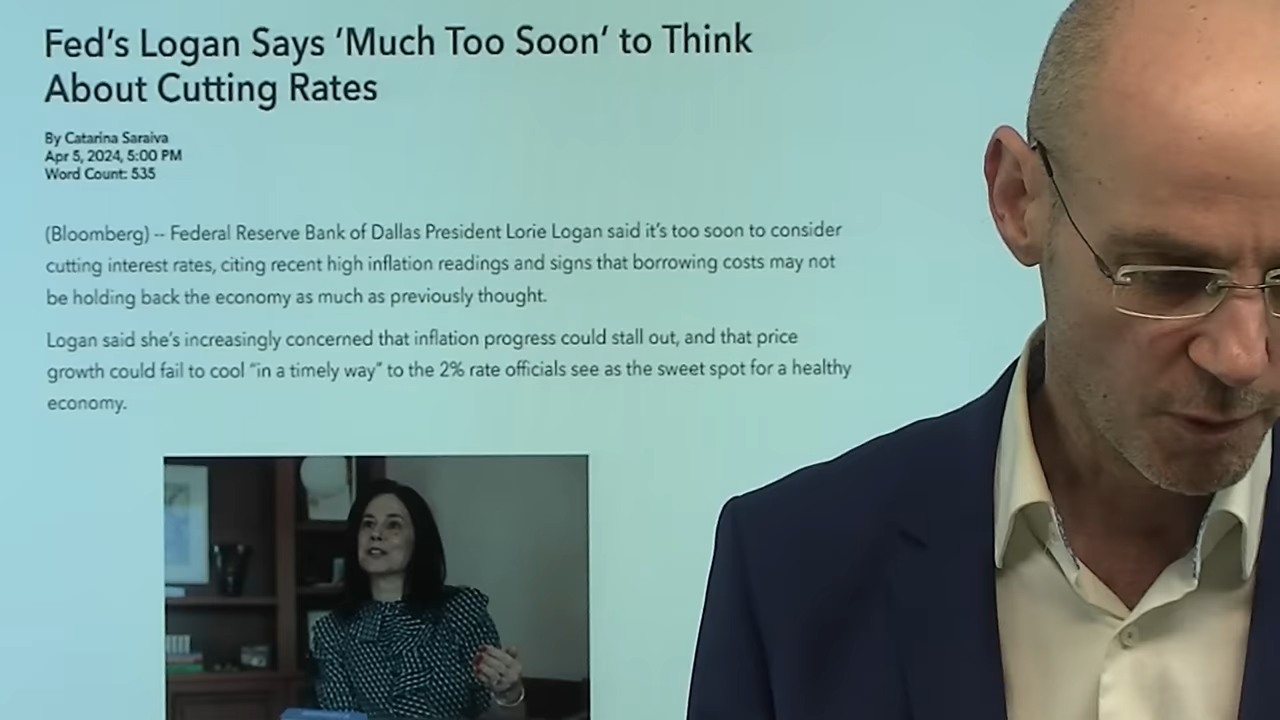 Fed's Logan Says 'Much Too Soon' to Think
About Cutting Rates
By Catarina Saraiva
Apr 5, 2024, 5:00 PM
Word Count: 535
(Bloomberg) -- Federal Reserve Bank of Dallas President Lorie Logan said it's too soon to consider
cutting interest rates, citing recent high inflation readings and signs that borrowing costs may not
be holding back the economy as much as previously thought.
Logan said she's increasingly concerned that inflation progress could stall out, and that price
growth could fail to cool "in a timely way" to the 2% rate officials see as the sweet spot for a healthy
economy.